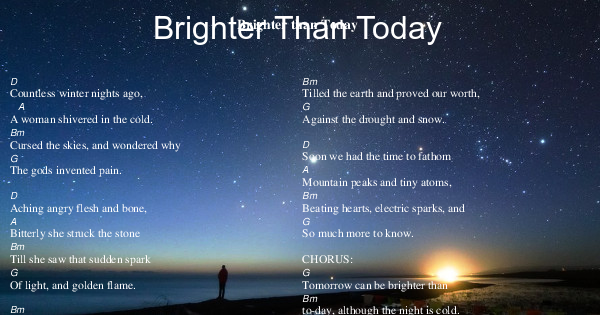 Brighter Than Today
Brighter than Today
D
Countless winter nights ago,
A
A woman shivered in the cold.
Bm
Cursed the skies, and wondered why
G
The gods invented pain.
D
Aching angry flesh and bone,
A
Bitterly she struck the stone
Bm
Till she saw that sudden spark
G
Of light, and golden flame.
Bm
Bm
Tilled the earth and proved our worth,
G
Against the drought and snow.
D
Soon we had the time to fathom
A
Mountain peaks and tiny atoms,
Bm
Beating hearts, electric sparks, and
G
So much more to know.
CHORUS:
G
Tomorrow can be brighter than
Bm
to-day, although the night is cold.